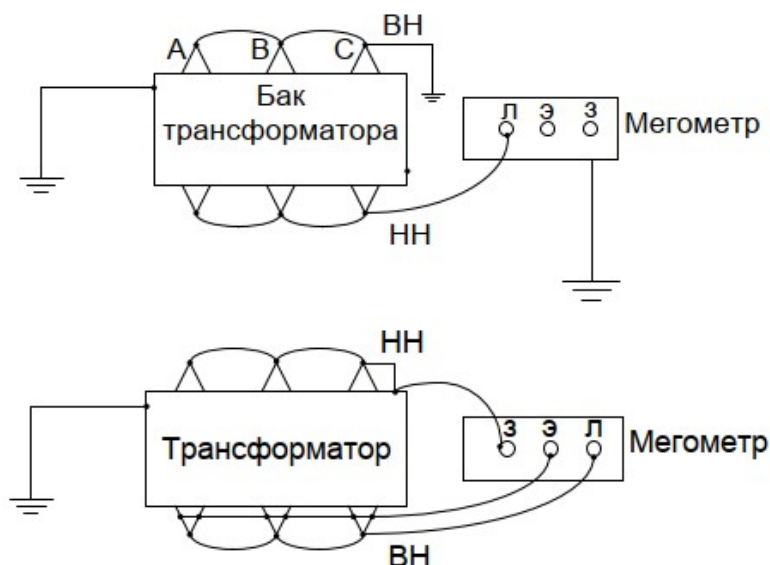 ВН
А В С
Бак
трансформатора
Л Э З
Мегометр
НН
НН
З Э Л
Трансформатор
Мегометр
ВН